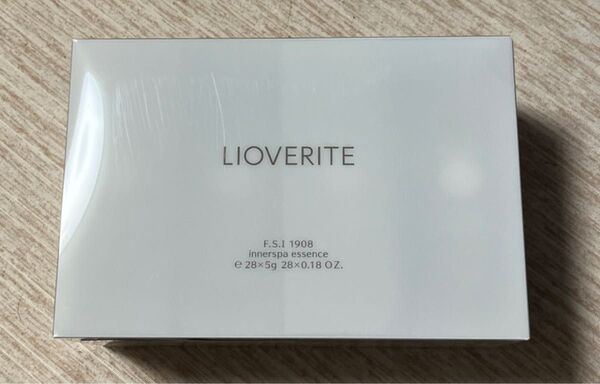 LIOVERITE
F.S.I 1908
innerspa essence
℮ 28×5g 28×0.18 OZ.